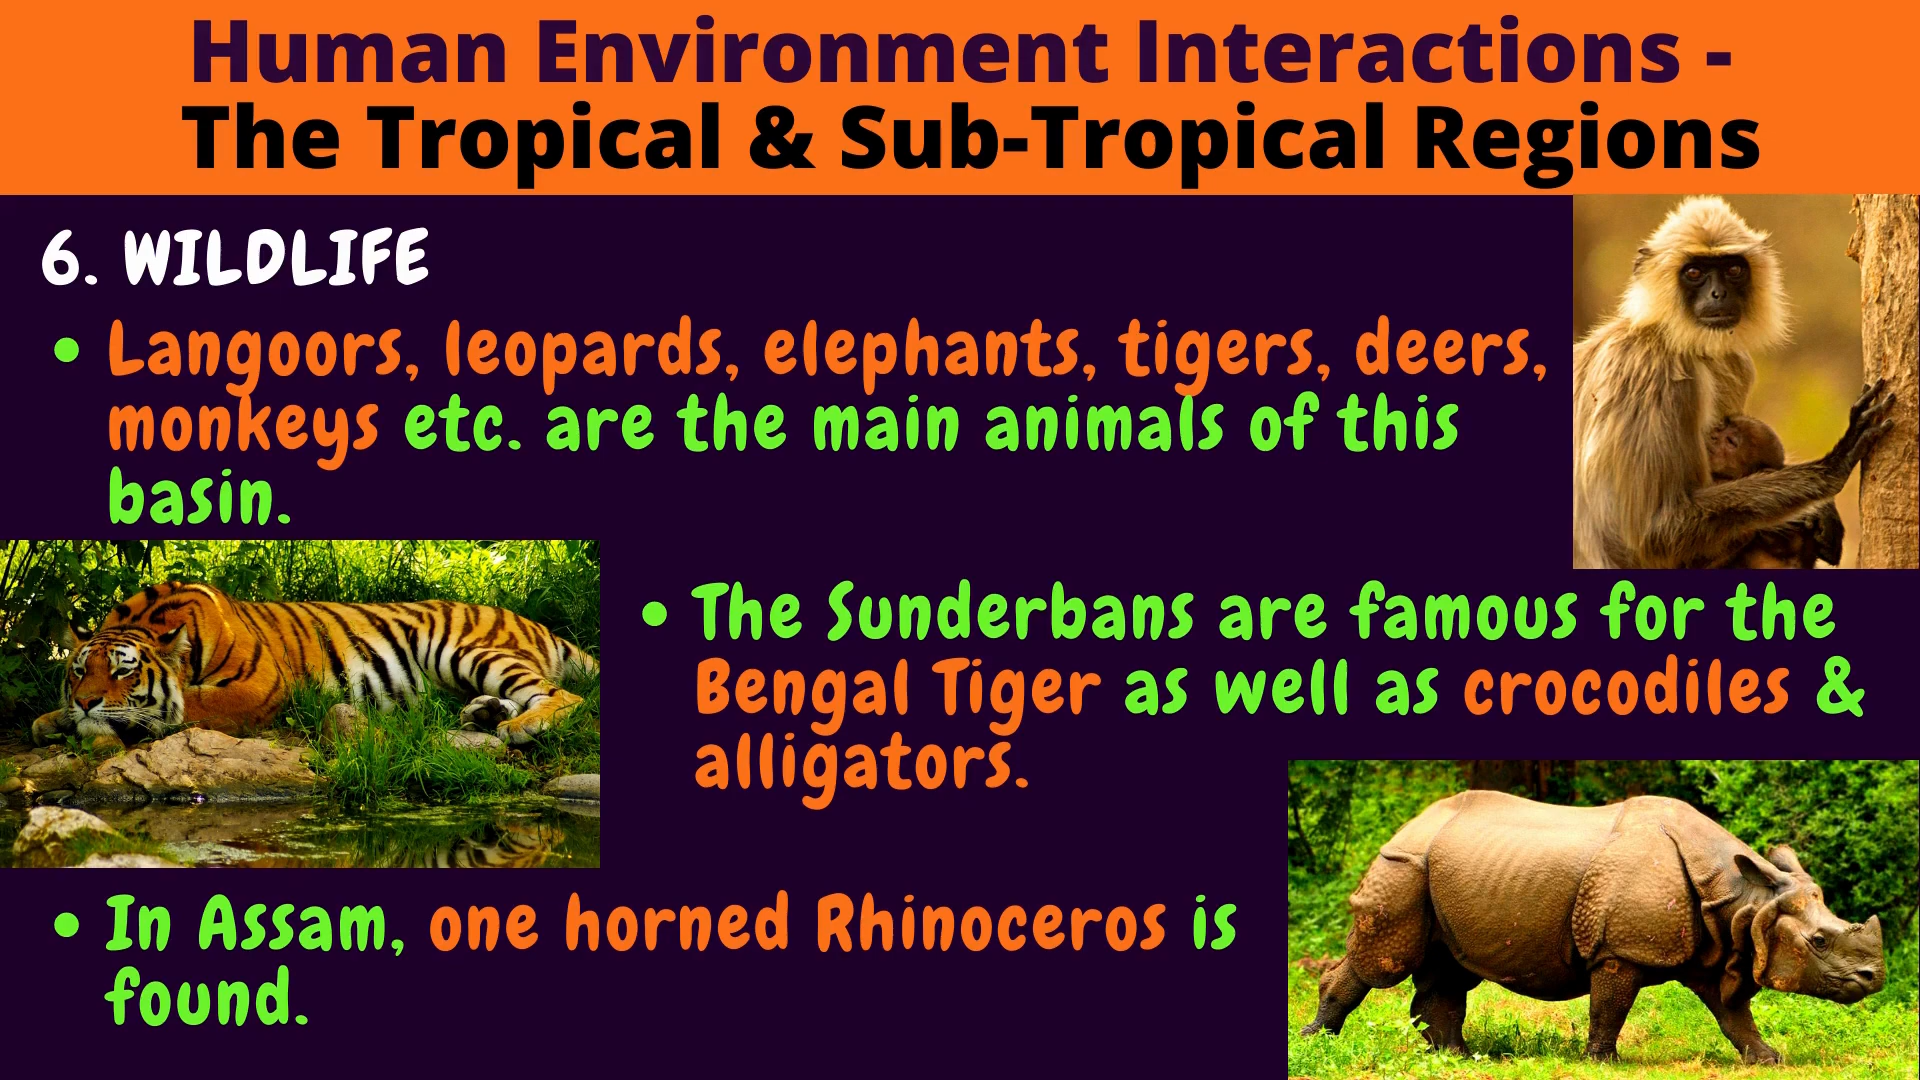 Human Environment Interactions -
The Tropical & Sub-Tropical Regions
6. WILDLIFE
• Langoors, leopards, elephants, tigers, deers,
monkeys etc. are the main animals of this
basin.
• The Sunderbans are famous for the
Bengal Tiger as well as crocodiles &
alligators.
• In Assam, one horned Rhinoceros is
found.